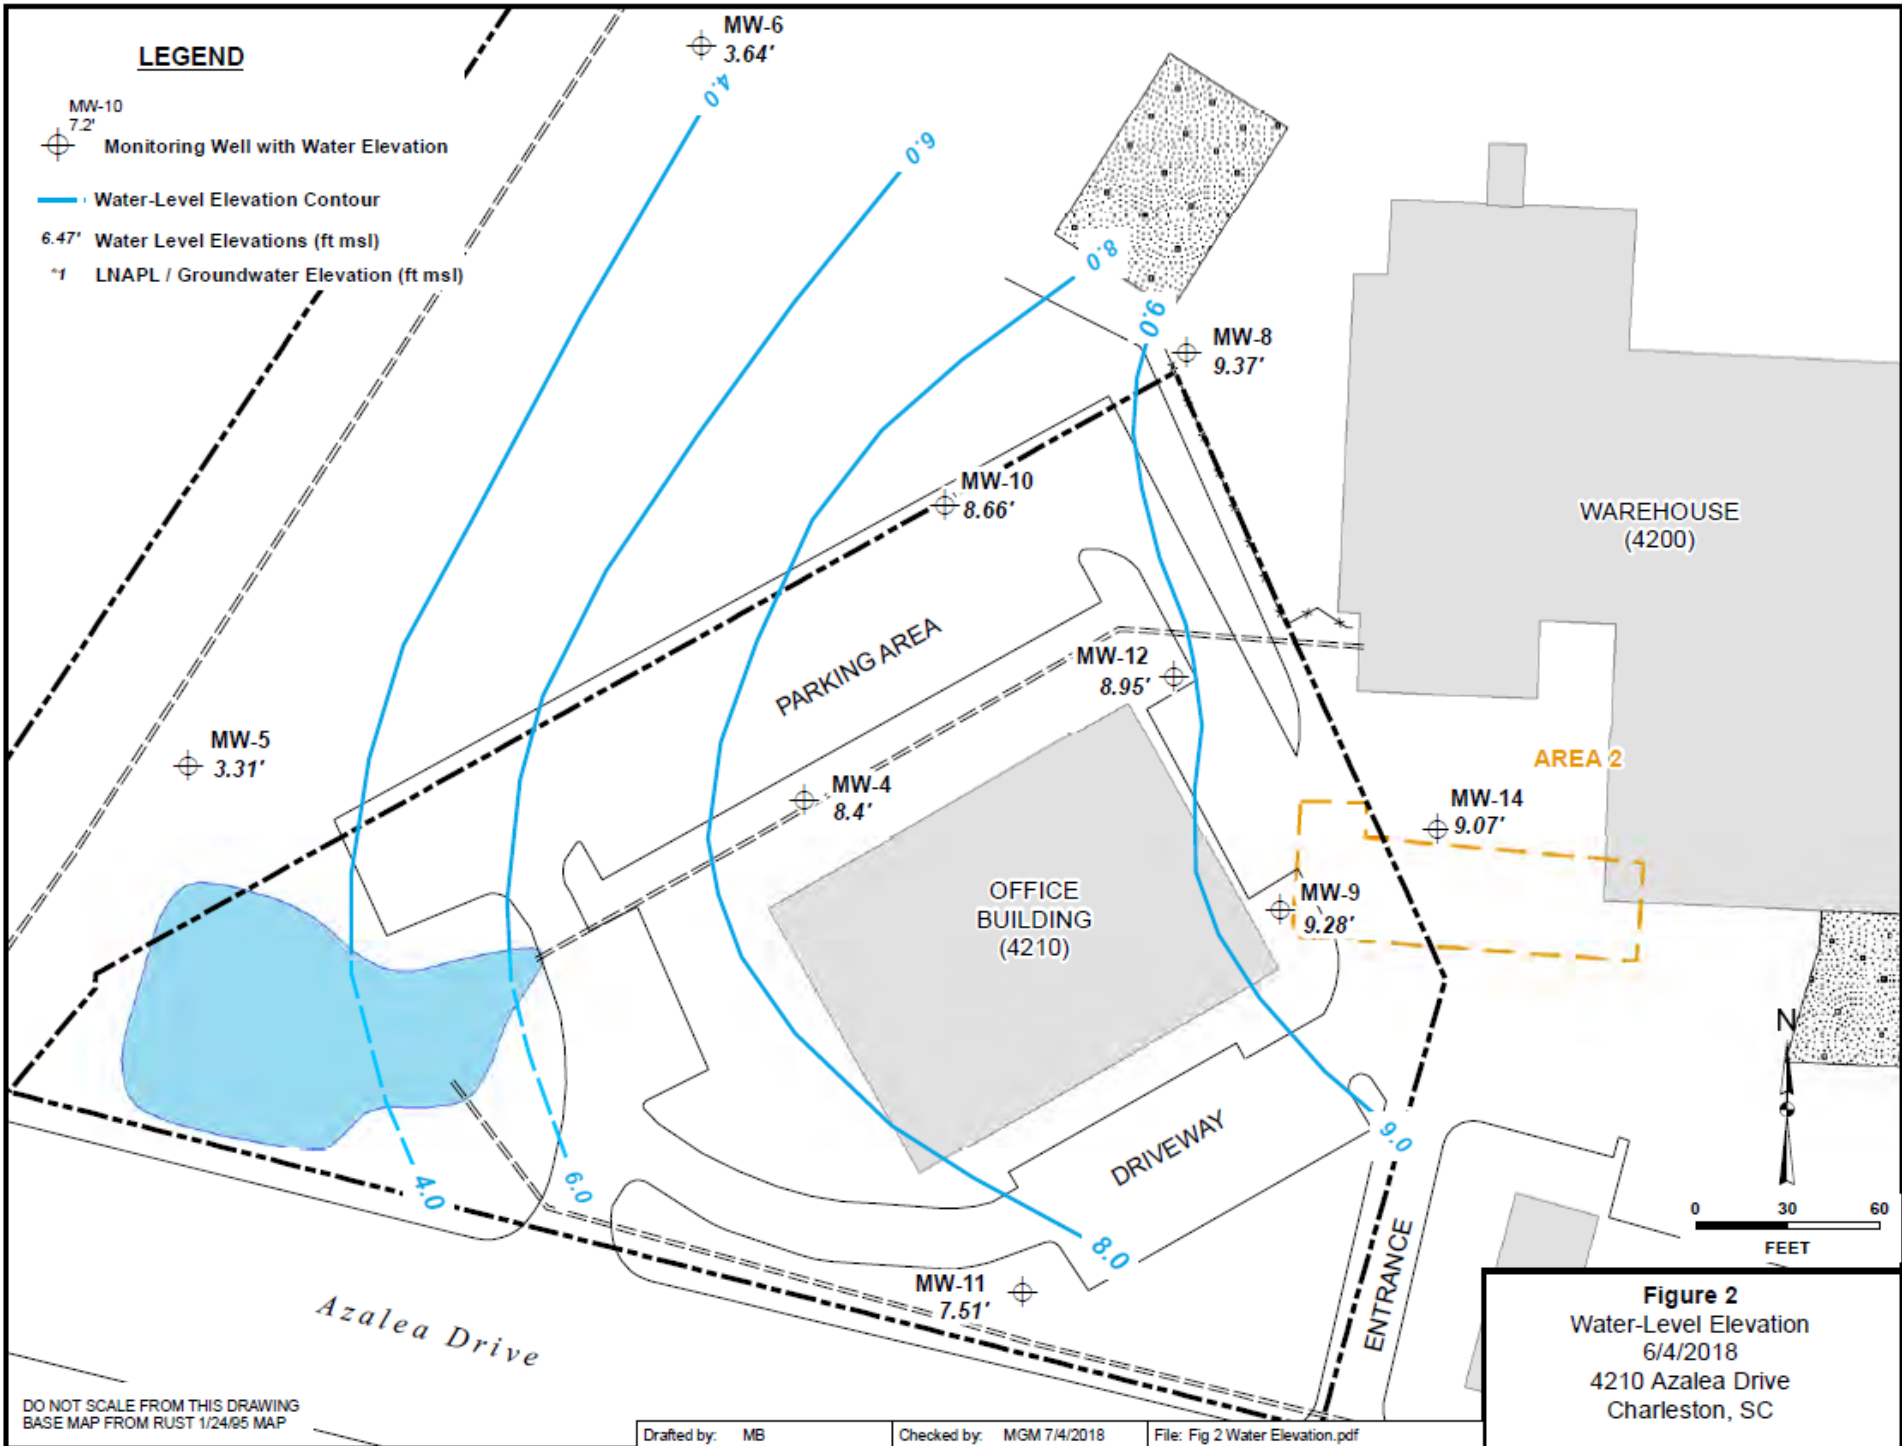 LEGEND
MW-10
7.2'
Monitoring Well with Water Elevation
Water-Level Elevation Contour
6.47' Water Level Elevations (ft msl)
*1 LNAPL / Groundwater Elevation (ft msl)
MW-6
3.64'
4.0
6.0
8.0
9.0
MW-8
9.37'
MW-10
8.66'
WAREHOUSE
(4200)
PARKING AREA
MW-12
8.95'
MW-5
3.31'
MW-4
8.4'
AREA 2
MW-14
9.07'
OFFICE
BUILDING
(4210)
MW-9
9.28'
N
DRIVEWAY
9.0
4.0
6.0
8.0
0 30 60
FEET
ENTRANCE
MW-11
7.51'
Azalea Drive
Figure 2
Water-Level Elevation
6/4/2018
4210 Azalea Drive
Charleston, SC
DO NOT SCALE FROM THIS DRAWING
BASE MAP FROM RUST 1/24/95 MAP
Drafted by: MB
Checked by: MGM 7/4/2018
File: Fig 2 Water Elevation.pdf